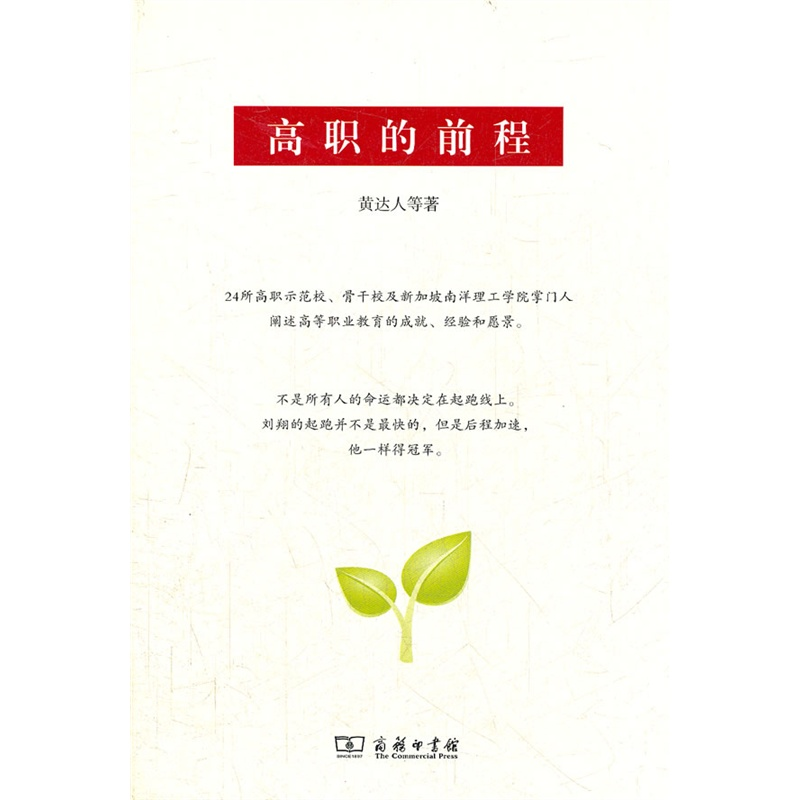 高职的前程
黄达人等著
24所高职示范校、骨干校及新加坡南洋理工学院掌门人
阐述高等职业教育的成就、经验和愿景。
不是所有人的命运都决定在起跑线上。
刘翔的起跑并不是最快的，但是后程加速，
他一样得冠军。
商務印書館
SINCE1897
The Commercial Press